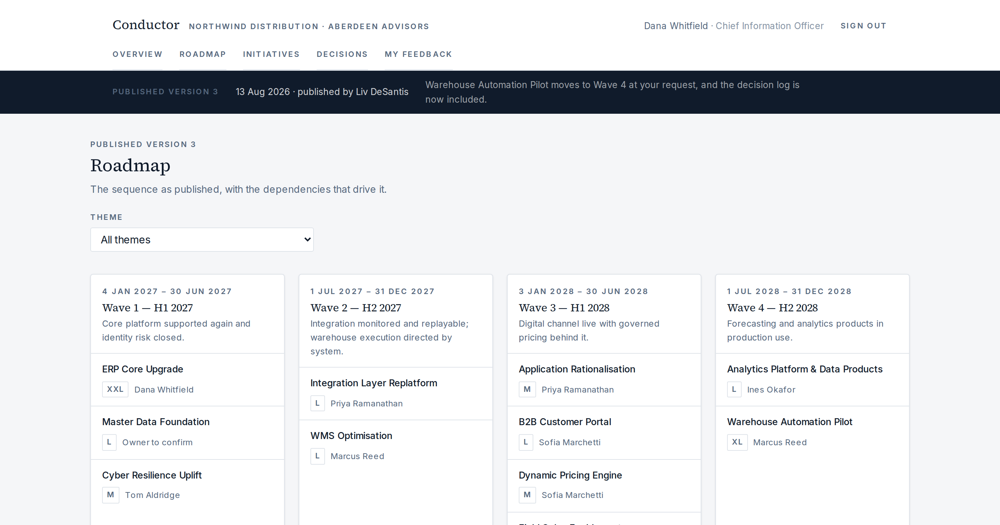 Conductor NORTHWIND DISTRIBUTION · ABERDEEN ADVISORS
Dana Whitfield · Chief Information Officer SIGN OUT
OVERVIEW ROADMAP INITIATIVES DECISIONS MY FEEDBACK
PUBLISHED VERSION 3
13 Aug 2026 · published by Liv DeSantis
Warehouse Automation Pilot moves to Wave 4 at your request, and the decision log is
now included.
PUBLISHED VERSION 3
Roadmap
The sequence as published, with the dependencies that drive it.
THEME
All themes
4 JAN 2027 – 30 JUN 2027
Wave 1 — H1 2027
Core platform supported again and
identity risk closed.
ERP Core Upgrade
XXL Dana Whitfield
Master Data Foundation
L Owner to confirm
Cyber Resilience Uplift
M Tom Aldridge
1 JUL 2027 – 31 DEC 2027
Wave 2 — H2 2027
Integration monitored and replayable;
warehouse execution directed by
system.
Integration Layer Replatform
L Priya Ramanathan
WMS Optimisation
L Marcus Reed
3 JAN 2028 – 30 JUN 2028
Wave 3 — H1 2028
Digital channel live with governed
pricing behind it.
Application Rationalisation
M Priya Ramanathan
B2B Customer Portal
L Sofia Marchetti
Dynamic Pricing Engine
M Sofia Marchetti
1 JUL 2028 – 31 DEC 2028
Wave 4 — H2 2028
Forecasting and analytics products in
production use.
Analytics Platform & Data Products
L Ines Okafor
Warehouse Automation Pilot
XL Marcus Reed